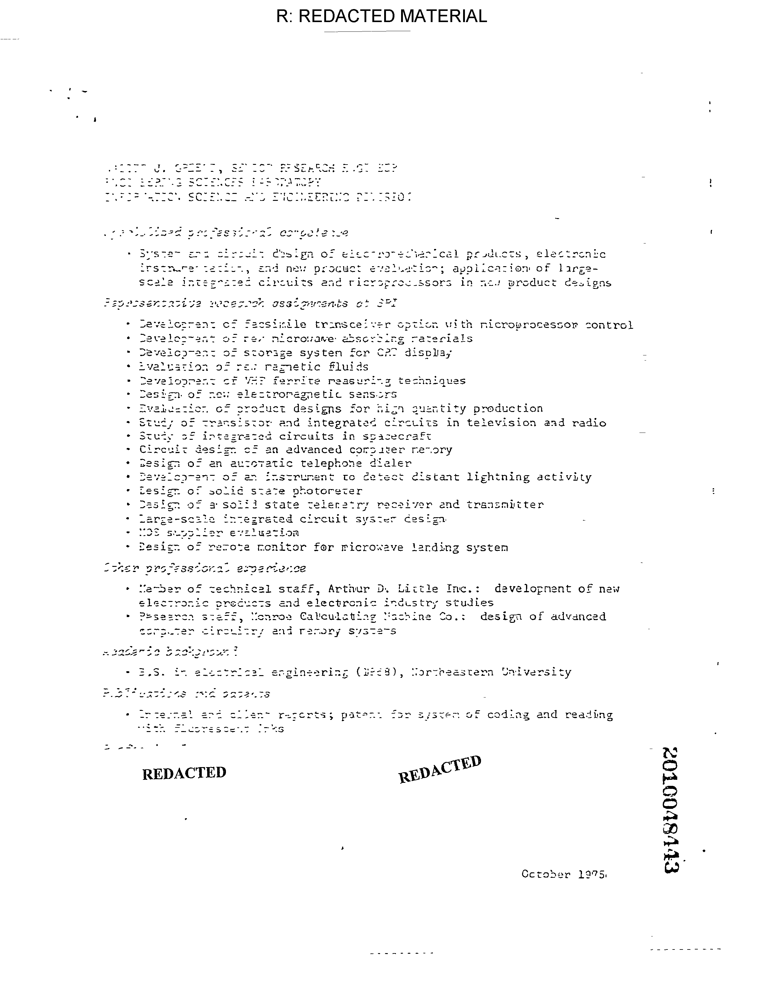 R: REDACTED MATERIAL
J. SENIOR RESEARCH ENGINEER
ENGINEERING SCIENCES LABORATORY
INFORMATION SCIENCE AND ENGINEERING DIVISION
Specialized professional competence
• System and circuit design of electromechanical products, electronic
instrumentation, and new product evaluation; application of large-
scale integrated circuits and microprocessors in new product designs
Representative research assignments at SRI
• Development of facsimile transceiver option with microprocessor control
• Development of new microwave absorbing materials
• Development of storage system for CRT display
• Evaluation of new magnetic fluids
• Development of VHF ferrite measuring techniques
• Design of new electromagnetic sensors
• Evaluation of product designs for high quantity production
• Study of transistor and integrated circuits in television and radio
• Study of integrated circuits in spacecraft
• Circuit design of an advanced computer memory
• Design of an automatic telephone dialer
• Development of an instrument to detect distant lightning activity
• Design of solid state photometer
• Design of a solid state telemetry receiver and transmitter
• Large-scale integrated circuit system design
• MOS supplier evaluation
• Design of remote monitor for microwave landing system
Other professional experience
• Member of technical staff, Arthur D. Little Inc.: development of new
electronic products and electronic industry studies
• Research staff, Monroe Calculating Machine Co.: design of advanced
computer circuitry and memory systems
Academic background
• B.S. in electrical engineering Northeastern University
Publications and patents
• Internal and client reports; patent for system of coding and reading
with fluorescent inks
REDACTED
REDACTED
October 1975
2010048443